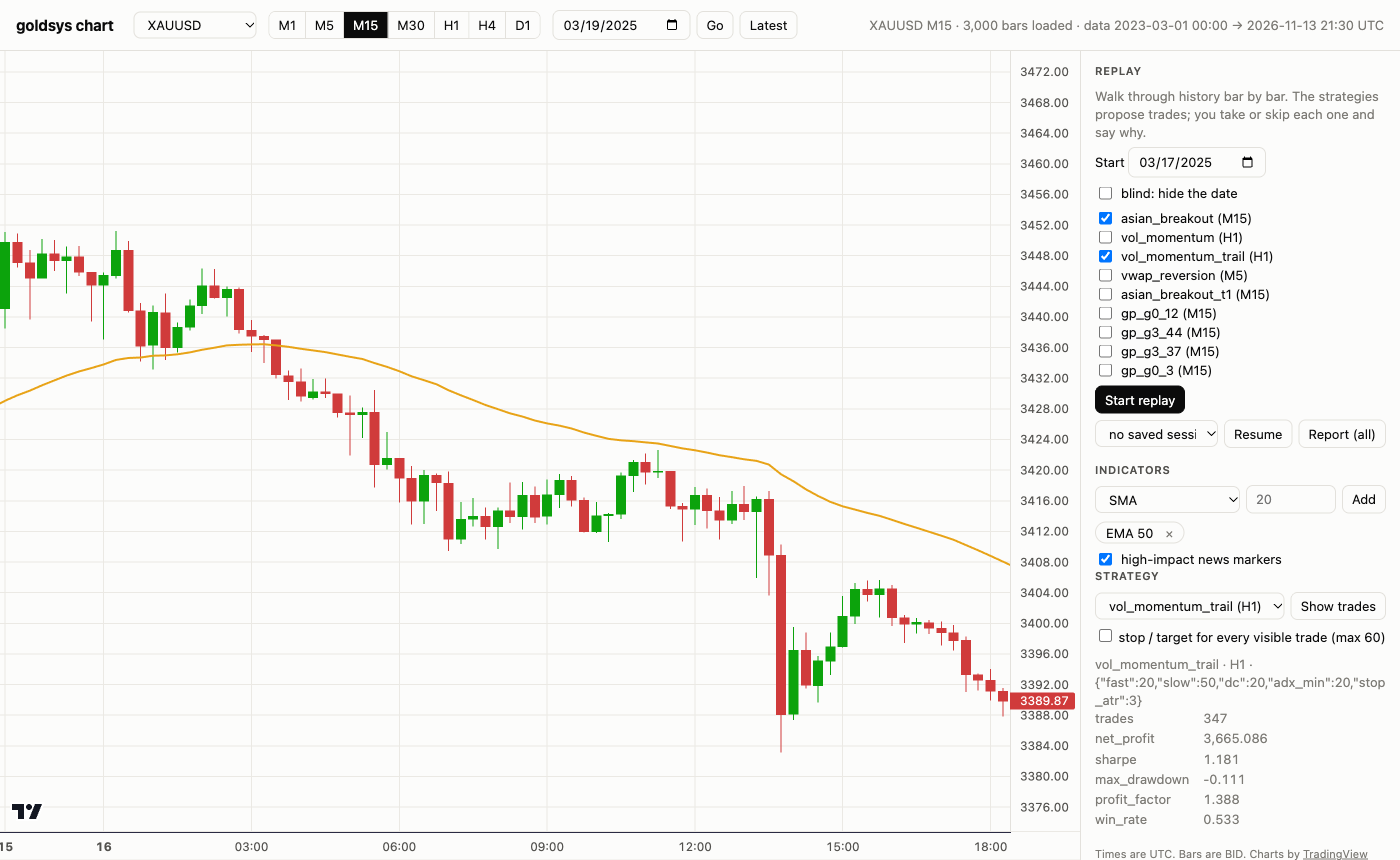 goldsys chart XAUUSD M1 M5 M15 M30 H1 H4 D1 03/19/2025 Go Latest XAUUSD M15 · 3,000 bars loaded · data 2023-03-01 00:00 → 2026-11-13 21:30 UTC
3472.00
3468.00
3464.00
3460.00
3456.00
3452.00
3448.00
3444.00
3440.00
3436.00
3432.00
3428.00
3424.00
3420.00
3416.00
3412.00
3408.00
3404.00
3400.00
3396.00
3392.00
3389.87
3388.00
3384.00
3380.00
3376.00
15 16 03:00 06:00 09:00 12:00 15:00 18:00
REPLAY
Walk through history bar by bar. The strategies
propose trades; you take or skip each one and
say why.
Start 03/17/2025
blind: hide the date
asian_breakout (M15)
vol_momentum (H1)
vol_momentum_trail (H1)
vwap_reversion (M5)
asian_breakout_t1 (M15)
gp_g0_12 (M15)
gp_g3_44 (M15)
gp_g3_37 (M15)
gp_g0_3 (M15)
Start replay
no saved sessi Resume Report (all)
INDICATORS
SMA 20 Add
EMA 50 ×
high-impact news markers
STRATEGY
vol_momentum_trail (H1) Show trades
stop / target for every visible trade (max 60)
vol_momentum_trail · H1 ·
{"fast":20,"slow":50,"dc":20,"adx_min":20,"stop
_atr":3}
trades 347
net_profit 3,665.086
sharpe 1.181
max_drawdown -0.111
profit_factor 1.388
win_rate 0.533
Times are UTC. Bars are BID. Charts by TradingView